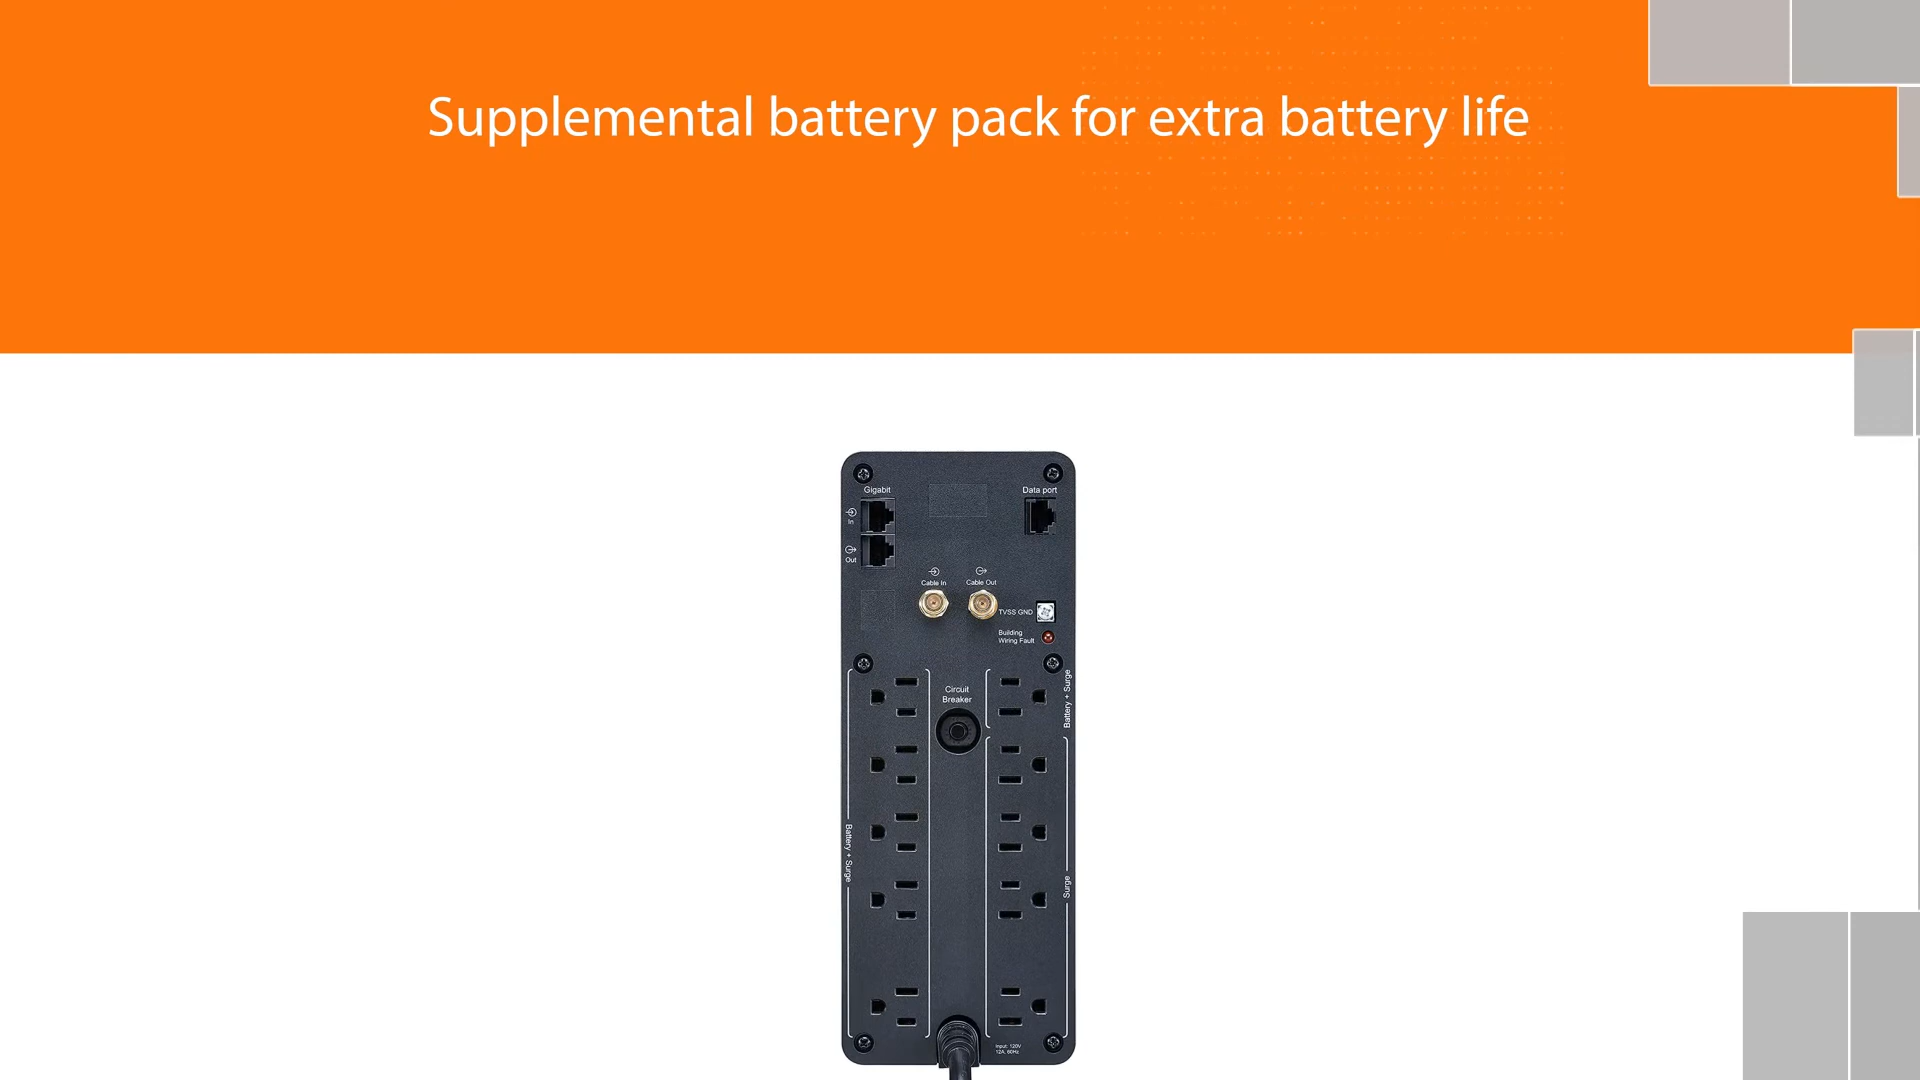 Supplemental battery pack for extra battery life
Gigabit
Data port
In
Out
Cable In
Cable Out
TVSS GND
Building
Wiring Fault
Circuit
Breaker
Battery + Surge
Battery + Surge
Surge
Input: 120V
12A, 60Hz